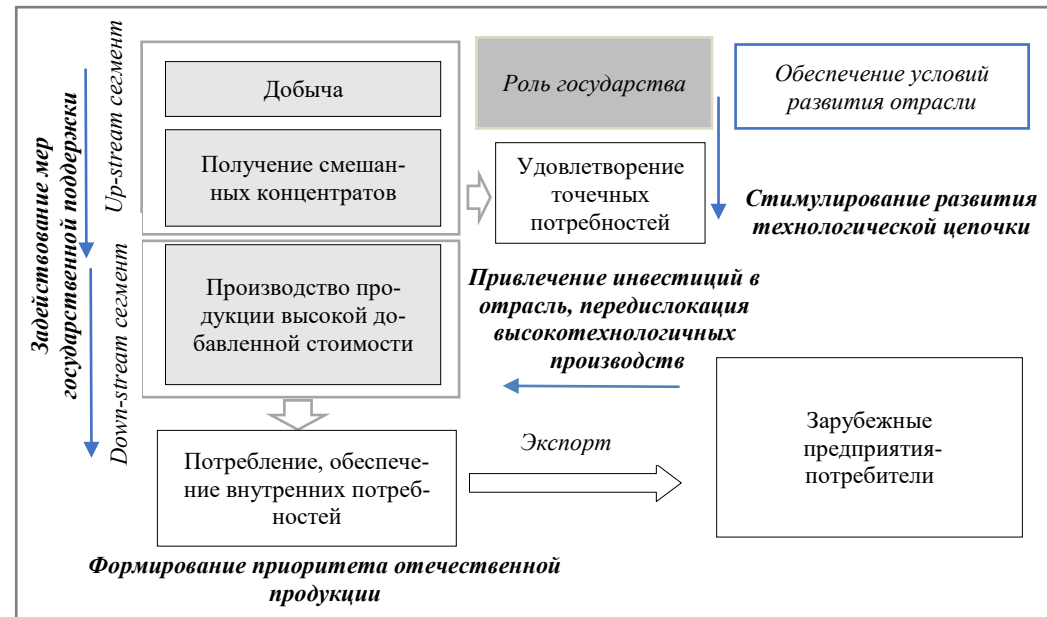 Задействование мер
государственной поддержки
Up-stream сегмент
Down-stream сегмент
Добыча
Получение смешан-
ных концентратов
Производство про-
дукции высокой до-
бавленной стоимости
Роль государства
Обеспечение условий
развития отрасли
Удовлетворение
точечных
потребностей
Стимулирование развития
технологической цепочки
Привлечение инвестиций в
отрасль, передислокация
высокотехнологичных
производств
Потребление, обеспече-
ние внутренних потреб-
ностей
Экспорт
Зарубежные
предприятия-
потребители
Формирование приоритета отечественной
продукции